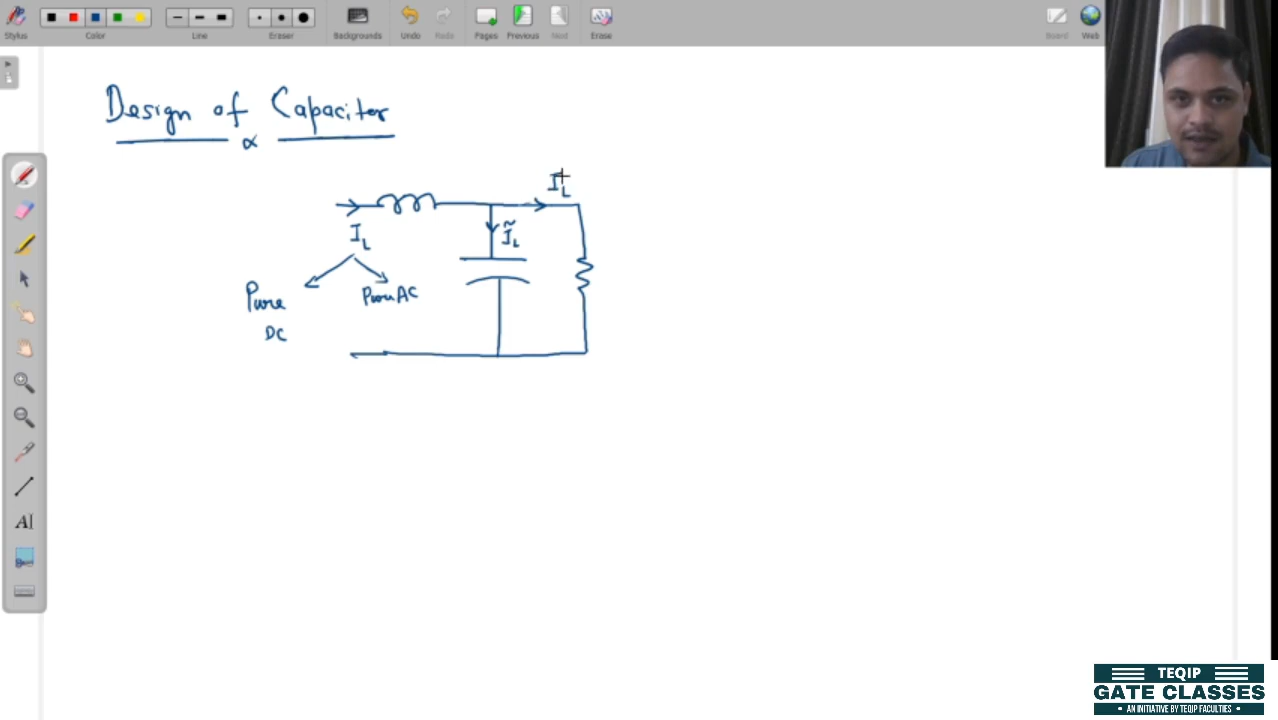 Stylus
Color
Line
Eraser
Backgrounds
Undo
Redo
Pages
Previous
Next
Erase
Board
Web
Design of Capacitor
I_L
I_L
Ĩ_L
Pure
DC
Pure AC
AI
TEQIP
GATE CLASSES
• AN INITIATIVE BY TEQIP FACULTIES •